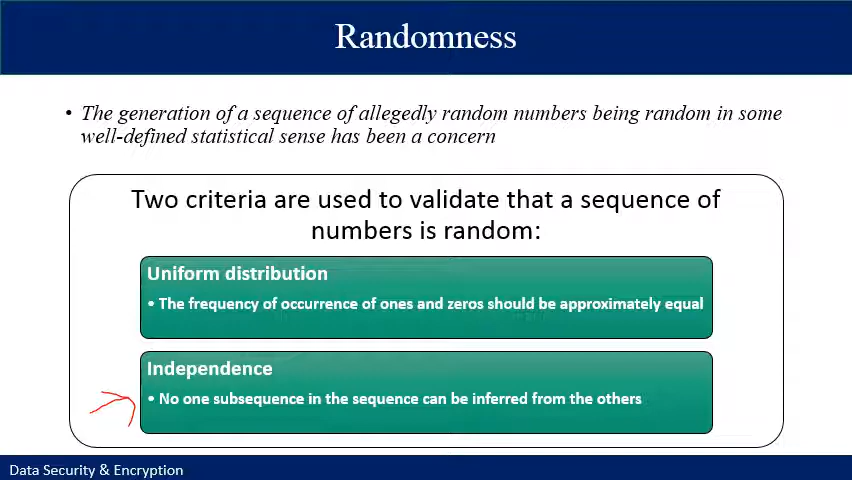 Randomness
• The generation of a sequence of allegedly random numbers being random in some
well-defined statistical sense has been a concern
Two criteria are used to validate that a sequence of
numbers is random:
Uniform distribution
• The frequency of occurrence of ones and zeros should be approximately equal
Independence
• No one subsequence in the sequence can be inferred from the others
Data Security & Encryption